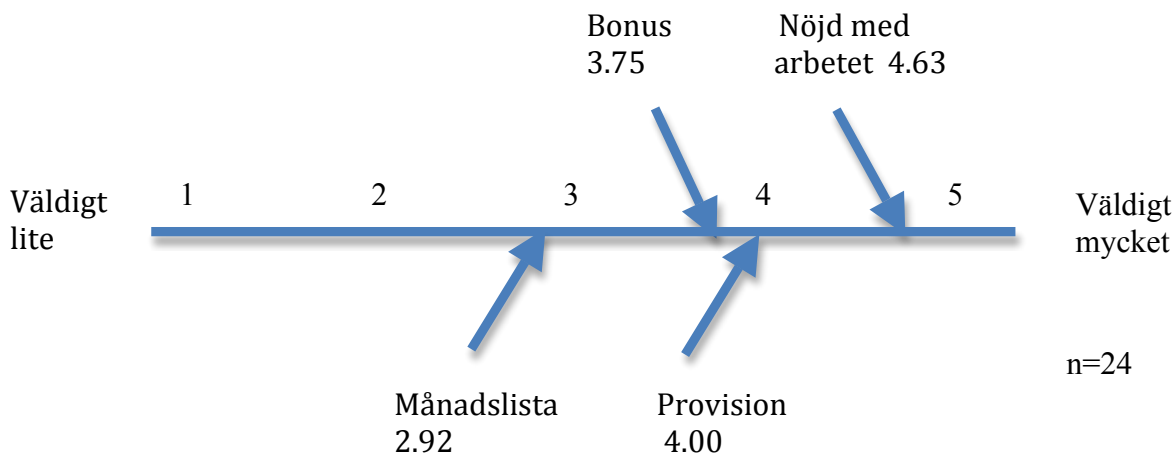 Bonus
3.75
Nöjd med
arbetet 4.63
1 2 3 4 5
Väldigt
lite
Väldigt
mycket
n=24
Månadslista
2.92
Provision
4.00